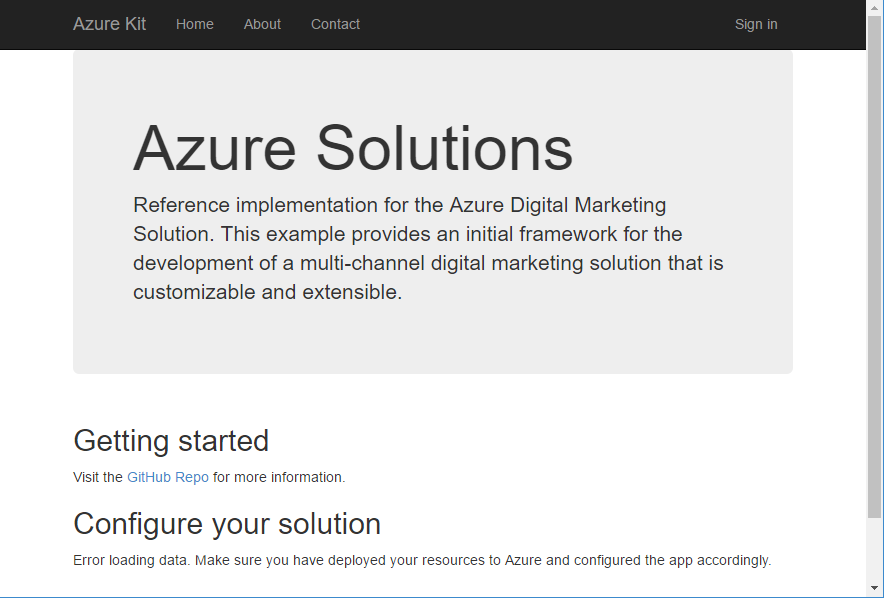 Azure Kit Home About Contact Sign in
Azure Solutions
Reference implementation for the Azure Digital Marketing
Solution. This example provides an initial framework for the
development of a multi-channel digital marketing solution that is
customizable and extensible.
Getting started
Visit the GitHub Repo for more information.
Configure your solution
Error loading data. Make sure you have deployed your resources to Azure and configured the app accordingly.